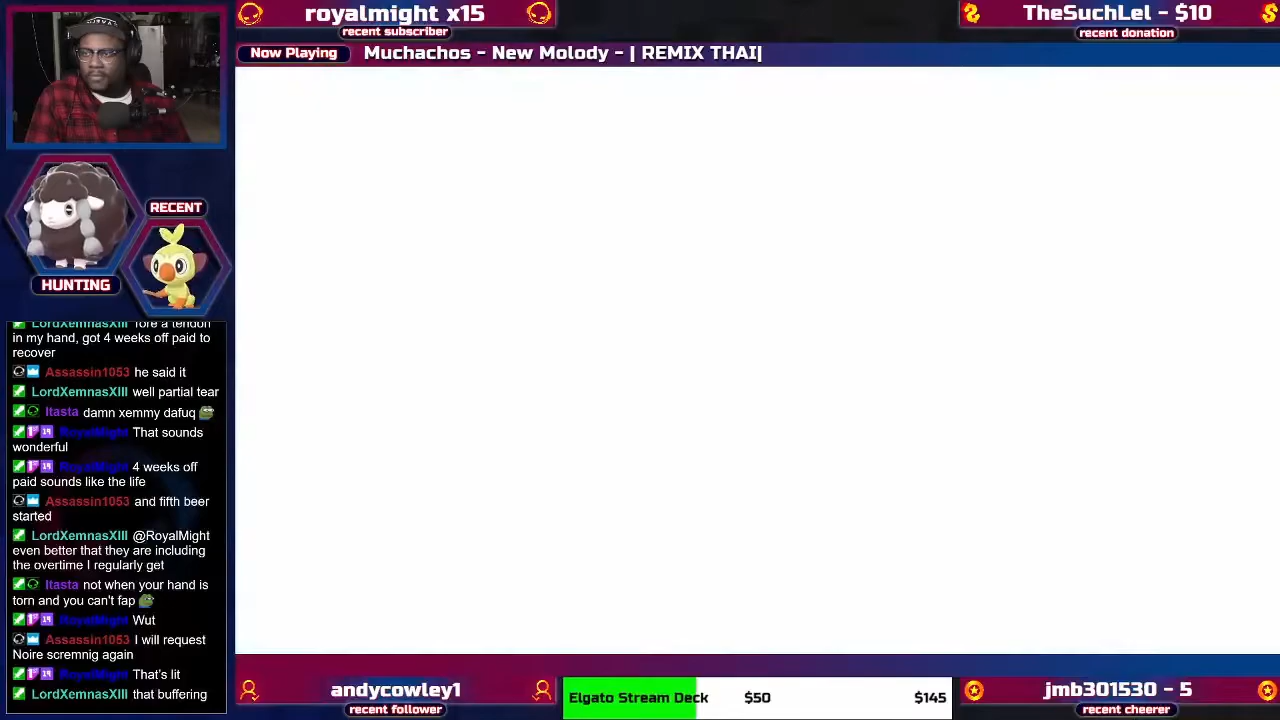 royalmight x15
recent subscriber
TheSuchLel - $10
recent donation
Now Playing
Muchachos - New Molody - | REMIX THAI|
RECENT
HUNTING
LordXemnasXIII Tore a tendon
in my hand, got 4 weeks off paid to
recover
Assassin1053 he said it
LordXemnasXIII well partial tear
Itasta damn xemmy dafuq
RoyalMight That sounds
wonderful
RoyalMight 4 weeks off
paid sounds like the life
Assassin1053 and fifth beer
started
LordXemnasXIII @RoyalMight
even better that they are including
the overtime I regularly get
Itasta not when your hand is
torn and you can't fap
RoyalMight Wut
Assassin1053 I will request
Noire scremnig again
RoyalMight That's lit
LordXemnasXIII that buffering
andycowley1
recent follower
Elgato Stream Deck $50 $145
jmb301530 - 5
recent cheerer